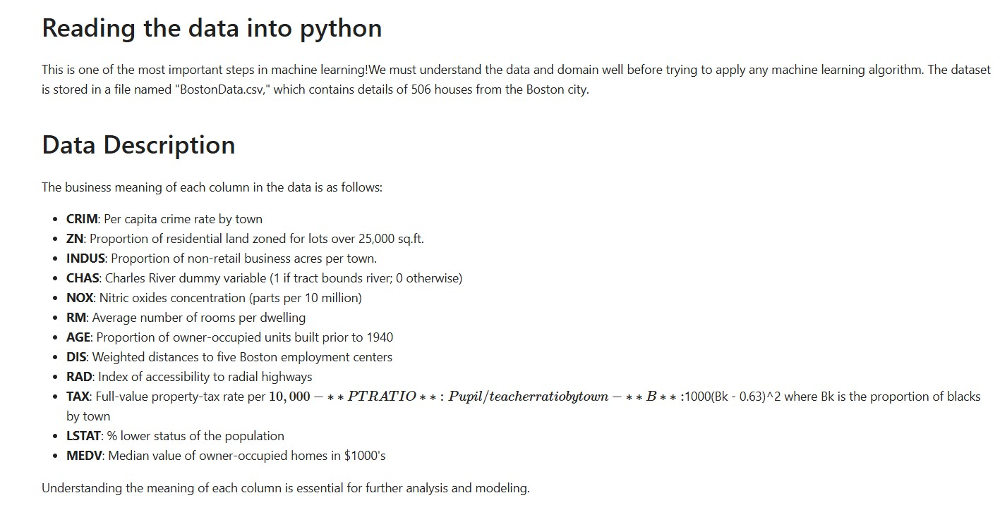 Reading the data into python
This is one of the most important steps in machine learning!We must understand the data and domain well before trying to apply any machine learning algorithm. The dataset
is stored in a file named "BostonData.csv," which contains details of 506 houses from the Boston city.
Data Description
The business meaning of each column in the data is as follows:
• CRIM: Per capita crime rate by town
• ZN: Proportion of residential land zoned for lots over 25,000 sq.ft.
• INDUS: Proportion of non-retail business acres per town.
• CHAS: Charles River dummy variable (1 if tract bounds river; 0 otherwise)
• NOX: Nitric oxides concentration (parts per 10 million)
• RM: Average number of rooms per dwelling
• AGE: Proportion of owner-occupied units built prior to 1940
• DIS: Weighted distances to five Boston employment centers
• RAD: Index of accessibility to radial highways
• TAX: Full-value property-tax rate per 10,000 − ∗ ∗ PTRATIO ∗ ∗ : Pupil/teacherratiobytown − ∗ ∗ B ∗ ∗ :1000(Bk - 0.63)^2 where Bk is the proportion of blacks
by town
• LSTAT: % lower status of the population
• MEDV: Median value of owner-occupied homes in $1000's
Understanding the meaning of each column is essential for further analysis and modeling.